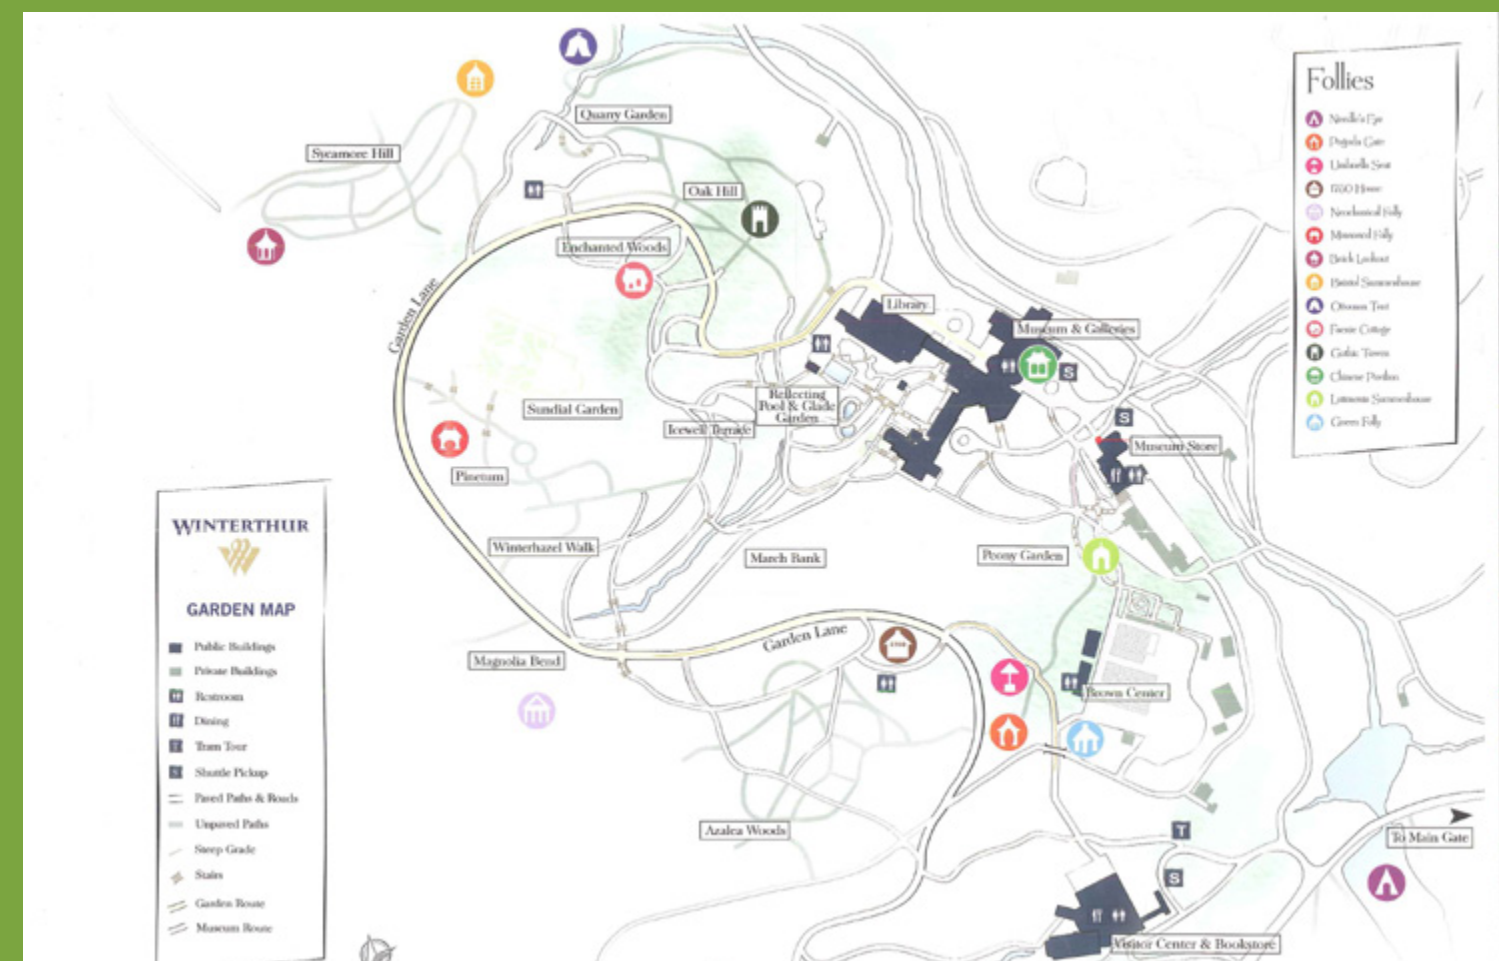 Quarry Garden
Sycamore Hill
Oak Hill
Enchanted Woods
Garden Lane
Library
Museum & Galleries
S
Reflecting
Pool & Glade
Garden
Sundial Garden
Icewell Terrace
S
Museum Store
Pinetum
Winterhazel Walk
March Bank
Peony Garden
Garden Lane
Magnolia Bend
Brown Center
Azalea Woods
T
To Main Gate
S
Visitor Center & Bookstore
Follies
Needle's Eye
Pagoda Gate
Umbrella Seat
1750 House
Neoclassical Folly
Mirrored Folly
Brick Lookout
Bristol Summerhouse
Ottoman Tent
Faerie Cottage
Gothic Tower
Chinese Pavilion
Latimeria Summerhouse
Green Folly
WINTERTHUR
GARDEN MAP
Public Buildings
Private Buildings
Restroom
Dining
T Tram Tour
S Shuttle Pickup
Paved Paths & Roads
Unpaved Paths
Steep Grade
Stairs
Garden Route
Museum Route